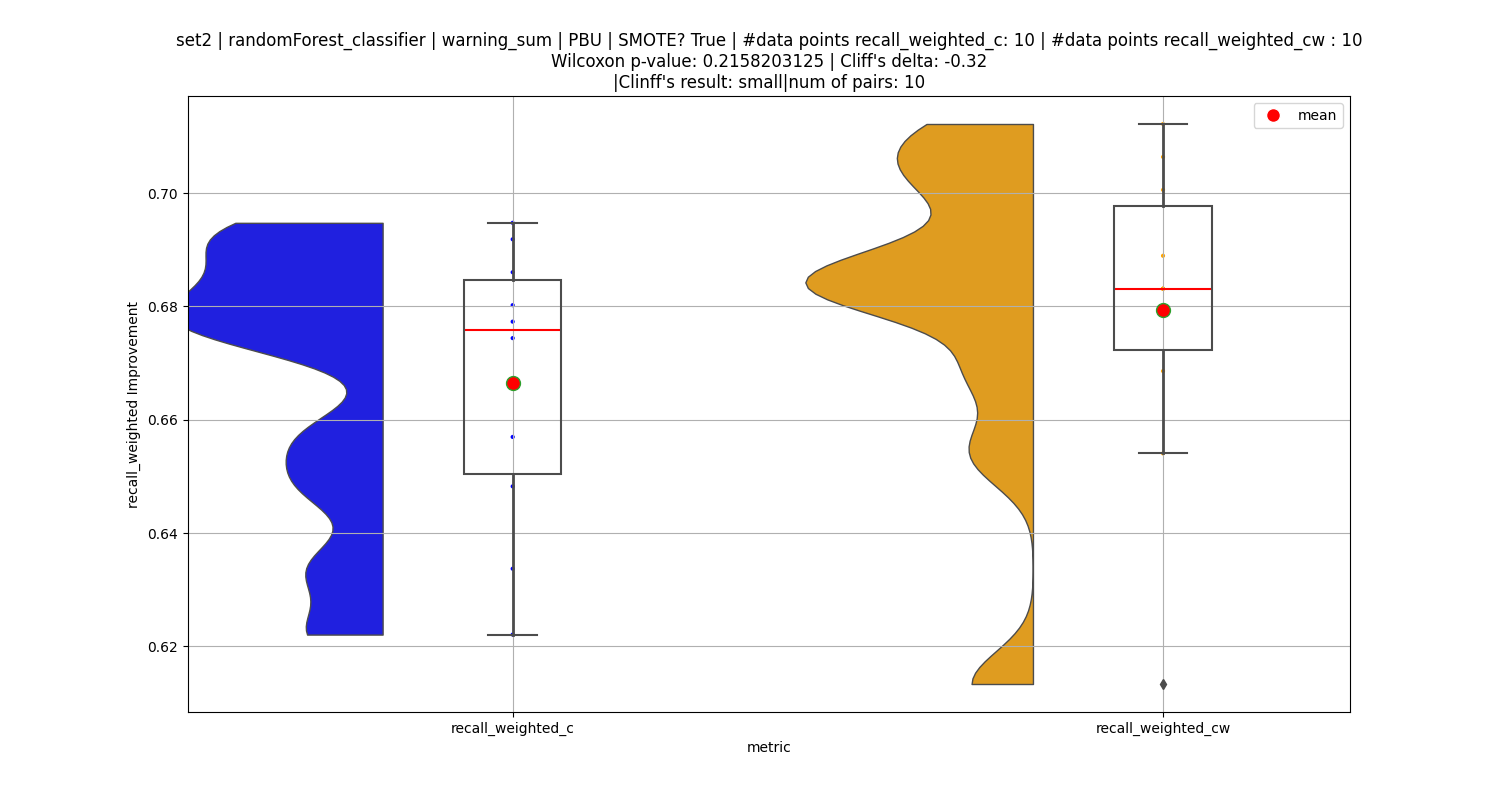 set2 | randomForest_classifier | warning_sum | PBU | SMOTE? True | #data points recall_weighted_c: 10 | #data points recall_weighted_cw : 10
Wilcoxon p-value: 0.2158203125 | Cliff's delta: -0.32
|Clinff's result: small|num of pairs: 10
mean
0.70
0.68
0.66
0.64
0.62
recall_weighted Improvement
recall_weighted_c
recall_weighted_cw
metric